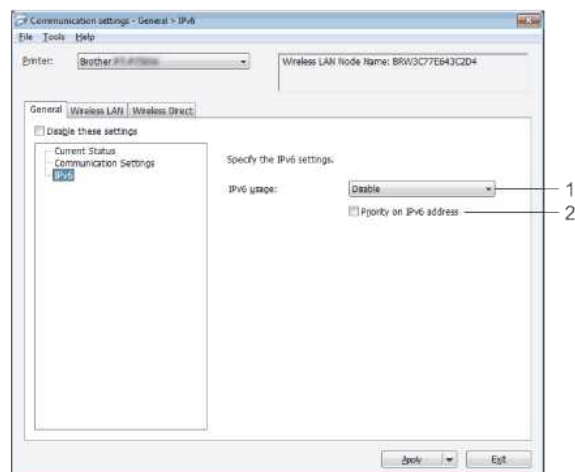 Communication settings - General > IPv6
File Tools Help
Printer: Brother
Wireless LAN Node Name: BRW3C77E643C2D4
General Wireless LAN Wireless Direct
Disable these settings
Current Status
Communication Settings
IPv6
Specify the IPv6 settings.
IPv6 usage: Disable 1
Priority on IPv6 address 2
Apply Exit